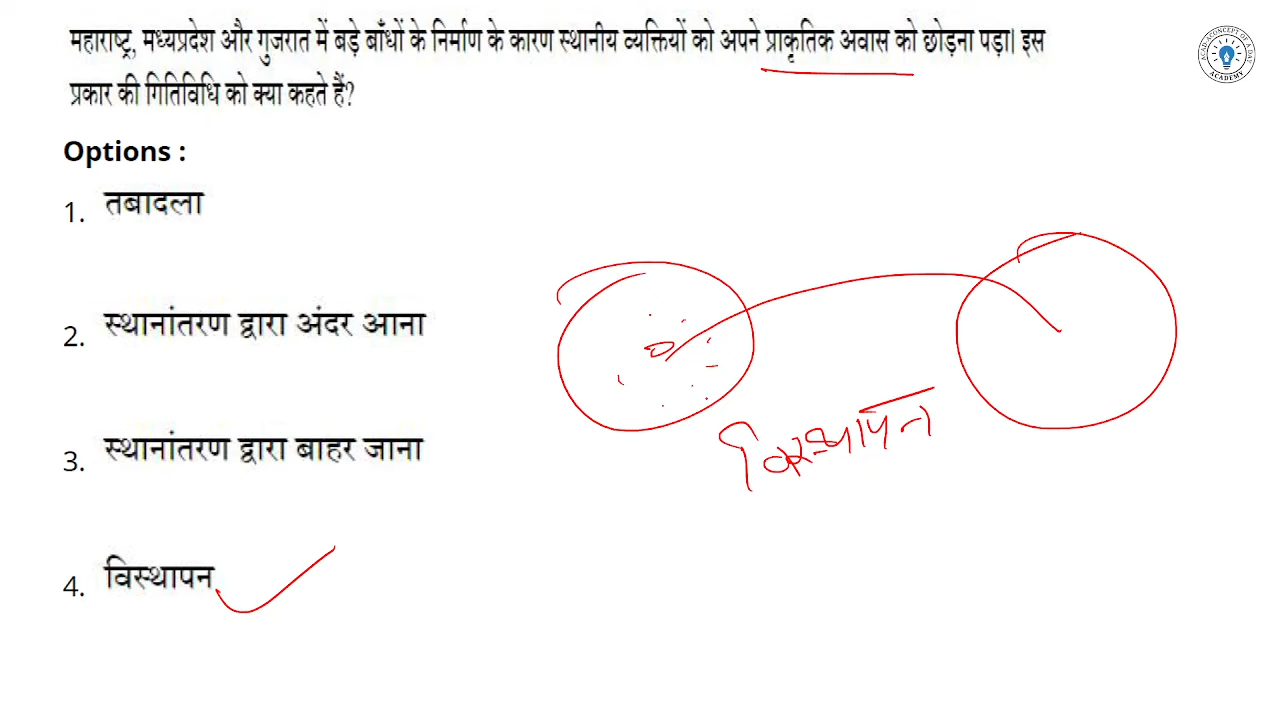 महाराष्ट्र, मध्यप्रदेश और गुजरात में बड़े बाँधों के निर्माण के कारण स्थानीय व्यक्तियों को अपने प्राकृतिक अवास को छोड़ना पड़ा। इस
प्रकार की गितिविधि को क्या कहते हैं?
Options :
1. तबादला
2. स्थानांतरण द्वारा अंदर आना
3. स्थानांतरण द्वारा बाहर जाना
विस्थापन
4. विस्थापन
ACADEMY